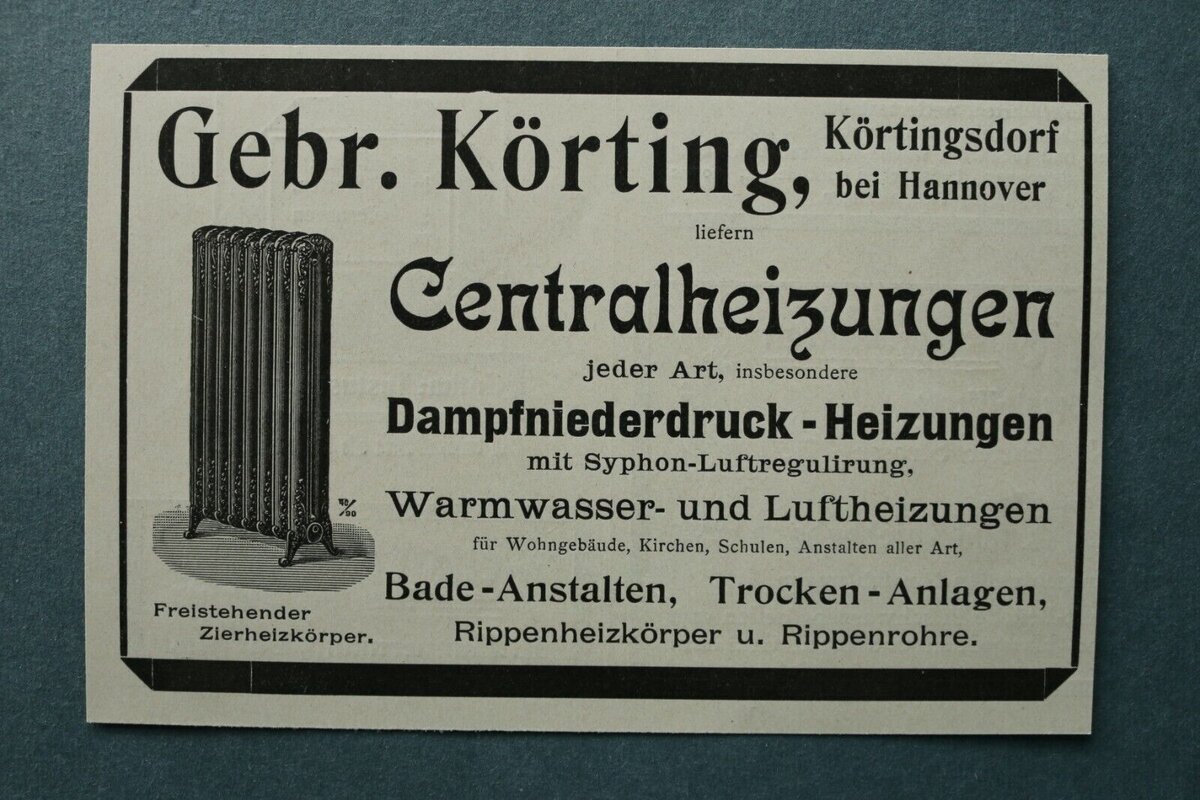 Gebr. Körting,
Körtingsdorf
bei Hannover
liefern
Centralheizungen
jeder Art, insbesondere
Dampfniederdruck-Heizungen
mit Syphon-Luftregulirung,
Warmwasser- und Luftheizungen
für Wohngebäude, Kirchen, Schulen, Anstalten aller Art,
Bade-Anstalten, Trocken-Anlagen,
Rippenheizkörper u. Rippenrohre.
Freistehender
Zierheizkörper.